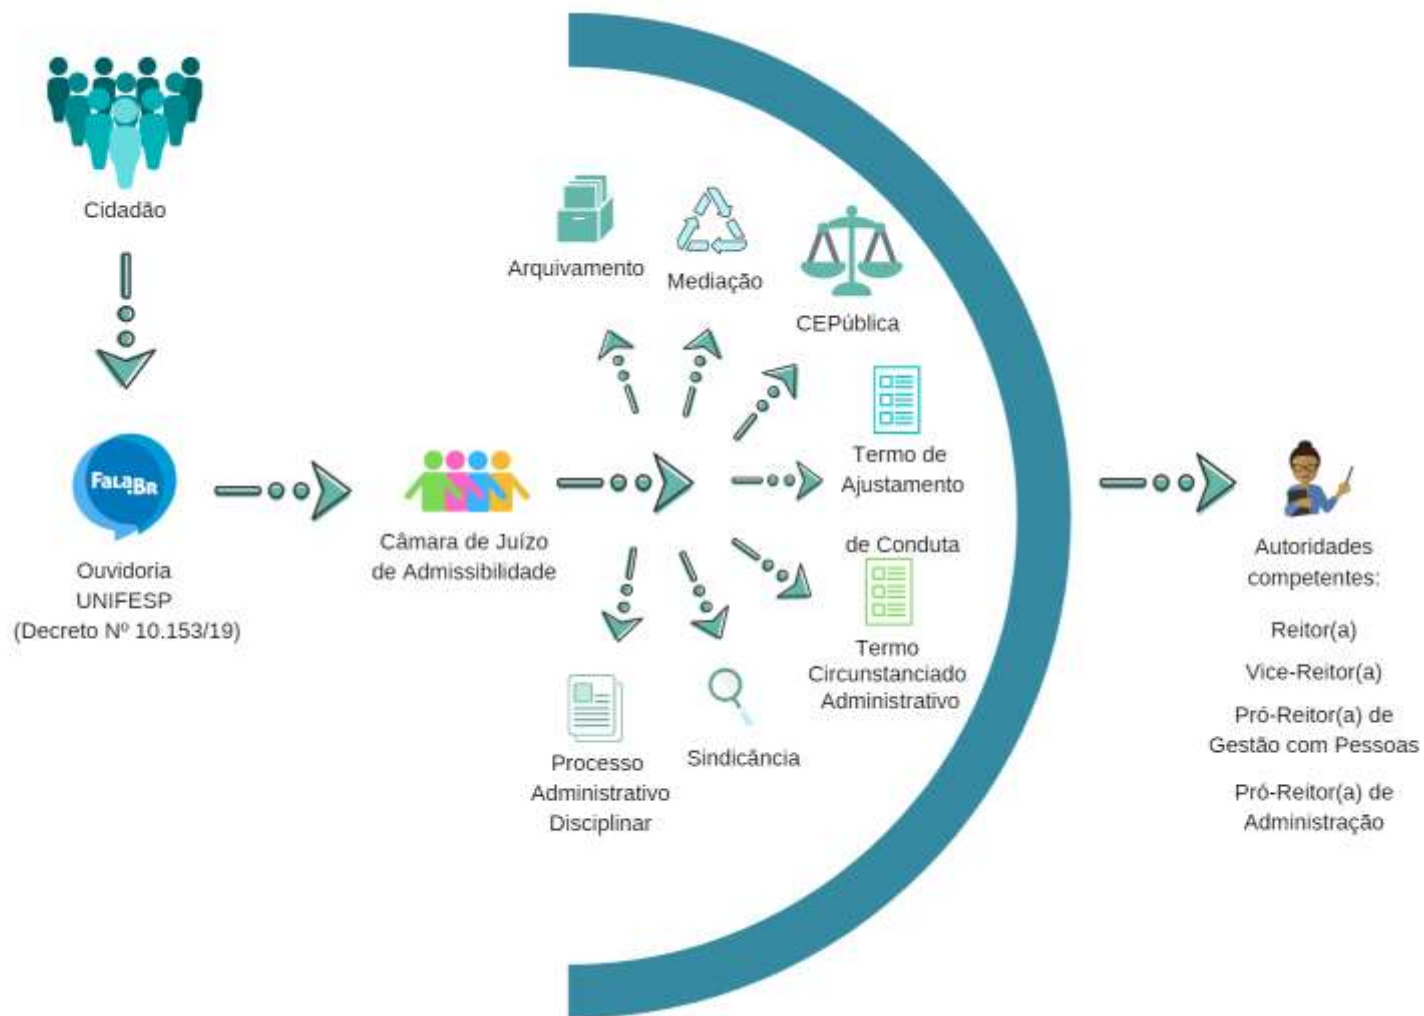 Cidadão
FalaBR
Ouvidoria
UNIFESP
(Decreto Nº 10.153/19)
Câmara de Juízo
de Admissibilidade
Arquivamento
Mediação
CEPública
Termo de
Ajustamento
de Conduta
Termo
Circunstanciado
Administrativo
Sindicância
Processo
Administrativo
Disciplinar
Autoridades
competentes:
Reitor(a)
Vice-Reitor(a)
Pró-Reitor(a) de
Gestão com Pessoas
Pró-Reitor(a) de
Administração